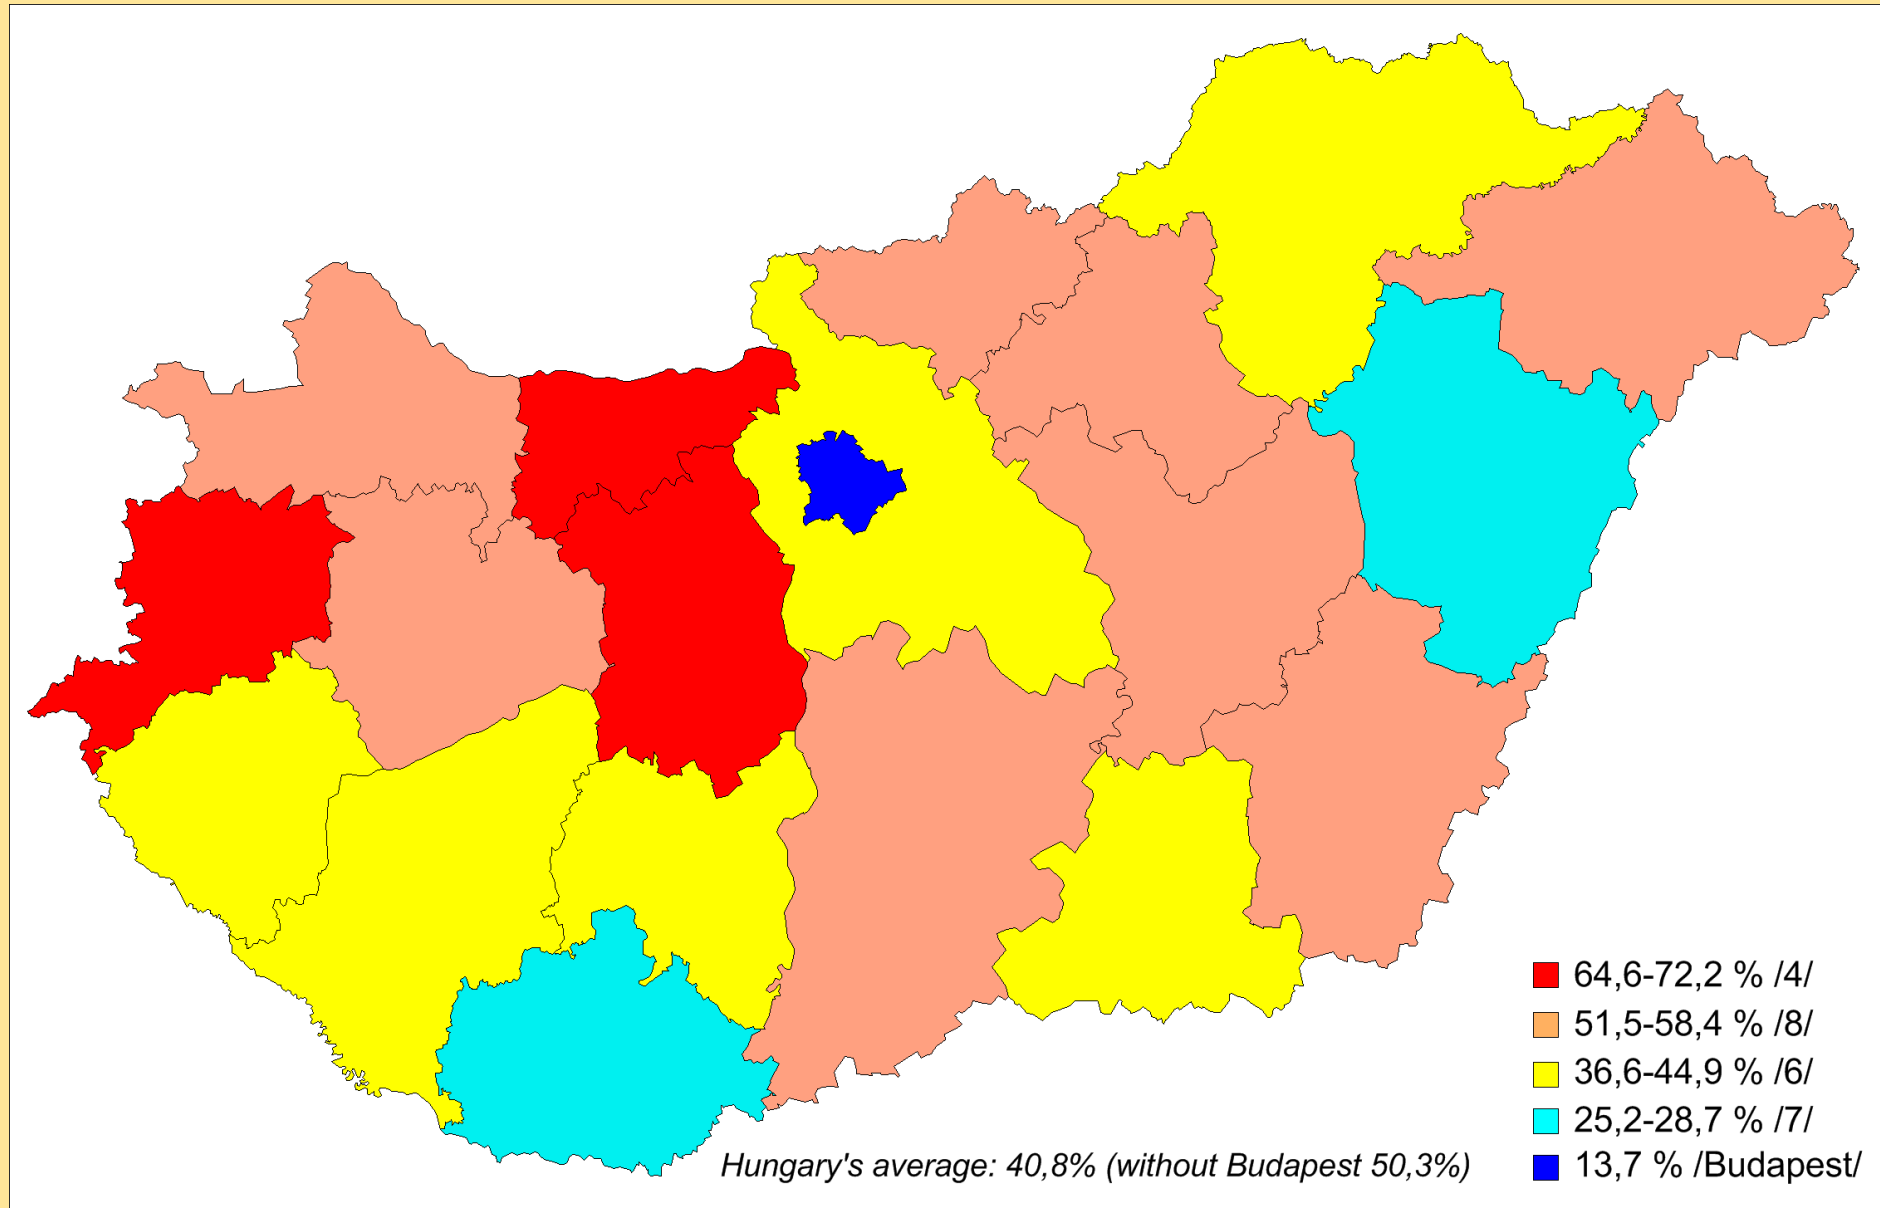 64,6-72,2 % /4/
51,5-58,4 % /8/
36,6-44,9 % /6/
25,2-28,7 % /7/
13,7 % /Budapest/
Hungary's average: 40,8% (without Budapest 50,3%)